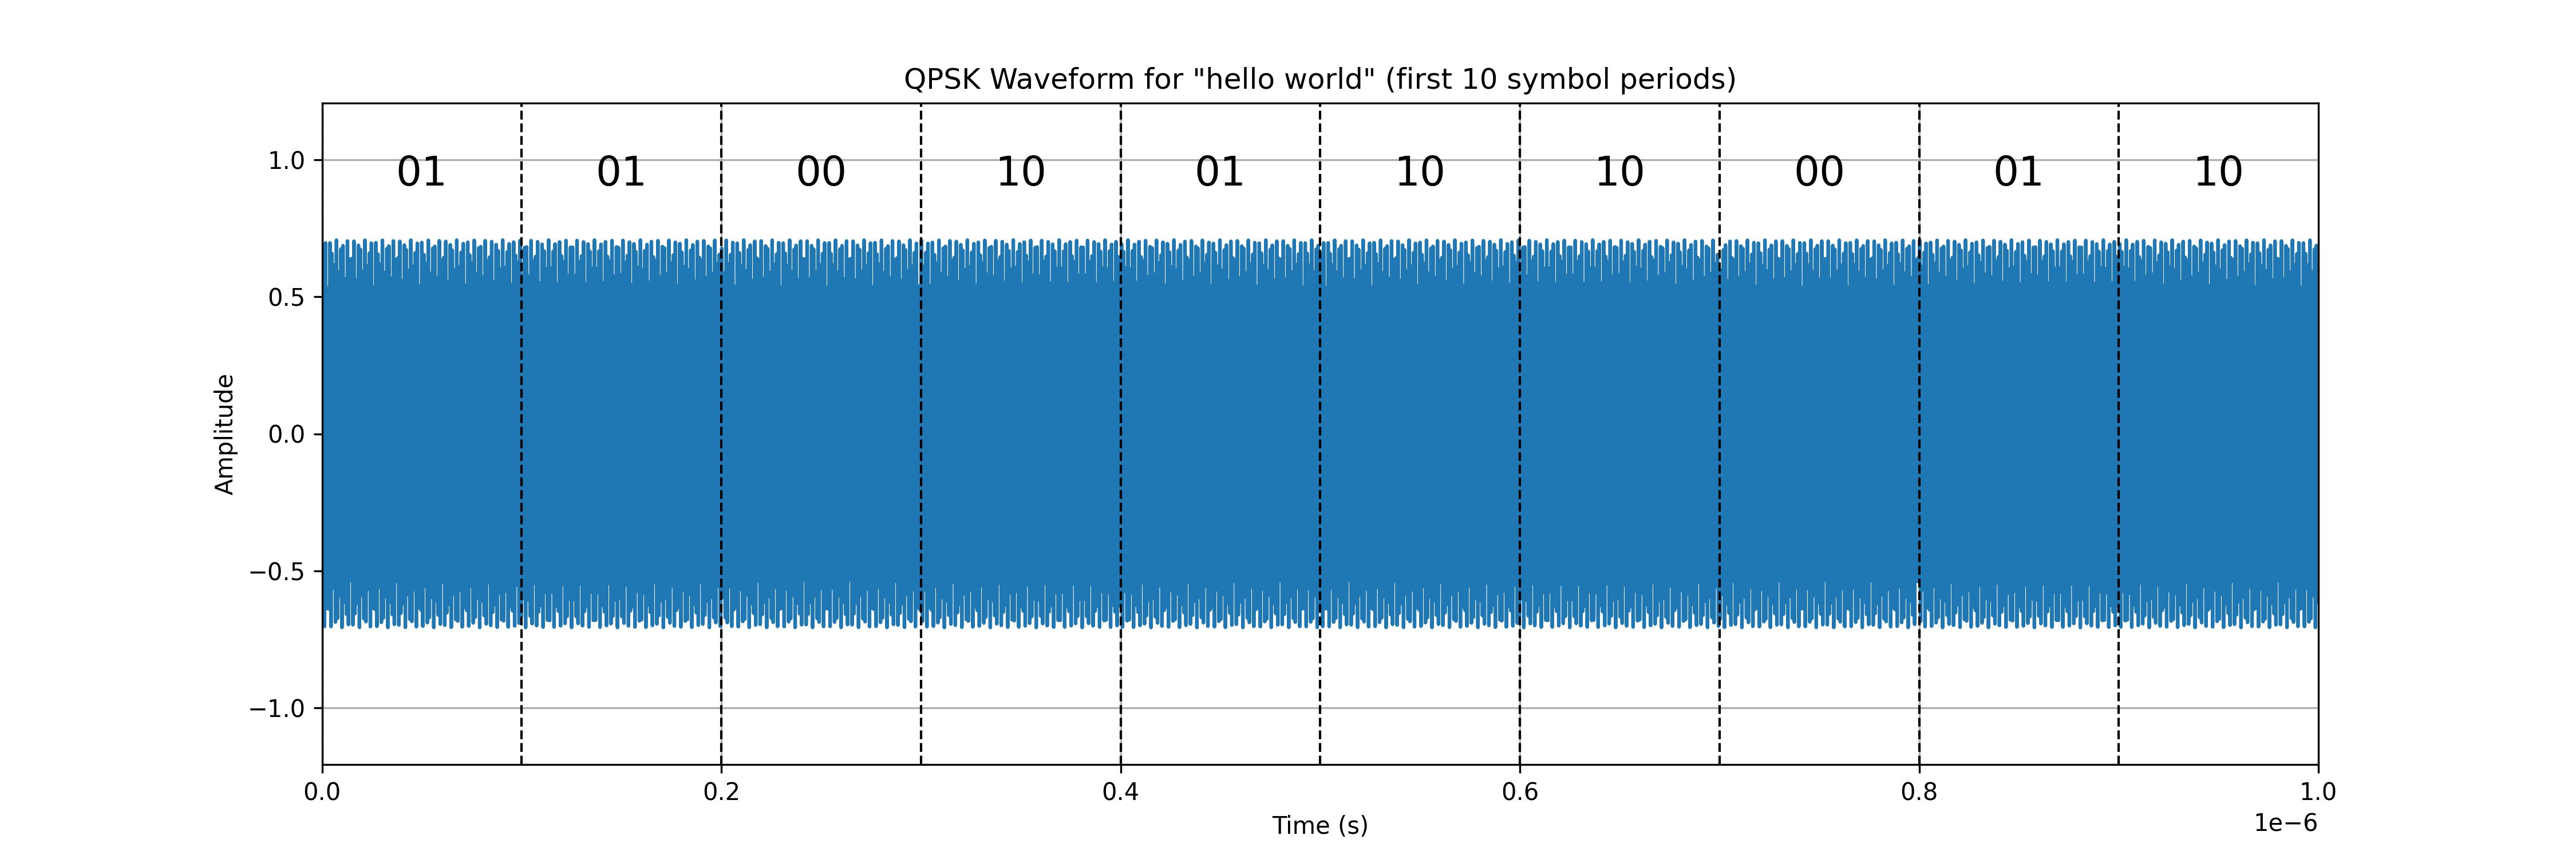 QPSK Waveform for "hello world" (first 10 symbol periods)
01 01 00 10 01 10 10 00 01 10
1.0
0.5
0.0
−0.5
−1.0
Amplitude
0.0 0.2 0.4 0.6 0.8 1.0
Time (s)
1e−6